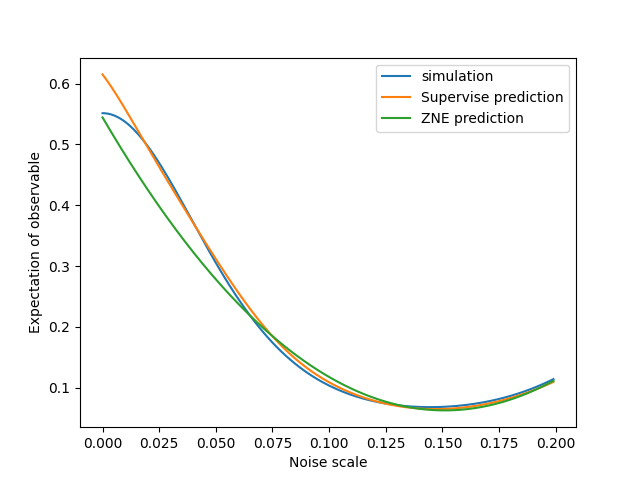 simulation
Supervise prediction
ZNE prediction
Expectation of observable
0.6
0.5
0.4
0.3
0.2
0.1
0.000 0.025 0.050 0.075 0.100 0.125 0.150 0.175 0.200
Noise scale